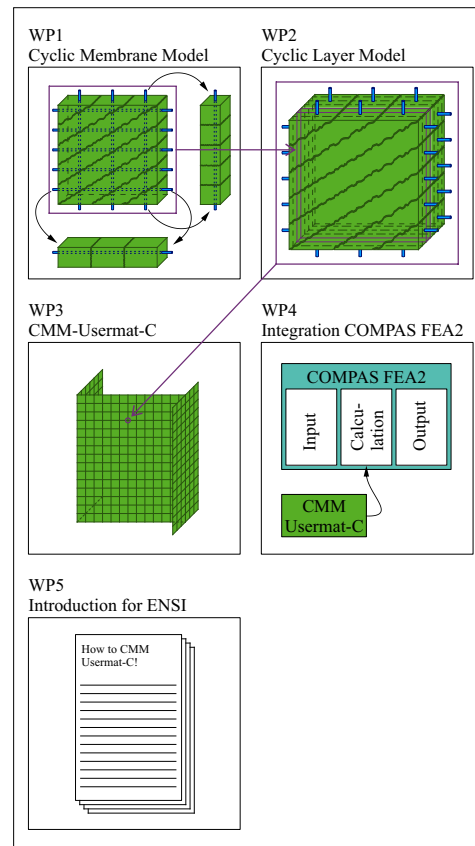 WP1
Cyclic Membrane Model
WP2
Cyclic Layer Model
WP3
CMM-Usermat-C
WP4
Integration COMPAS FEA2
COMPAS FEA2
Input
Calcu-
lation
Output
CMM
Usermat-C
WP5
Introduction for ENSI
How to CMM
Usermat-C!